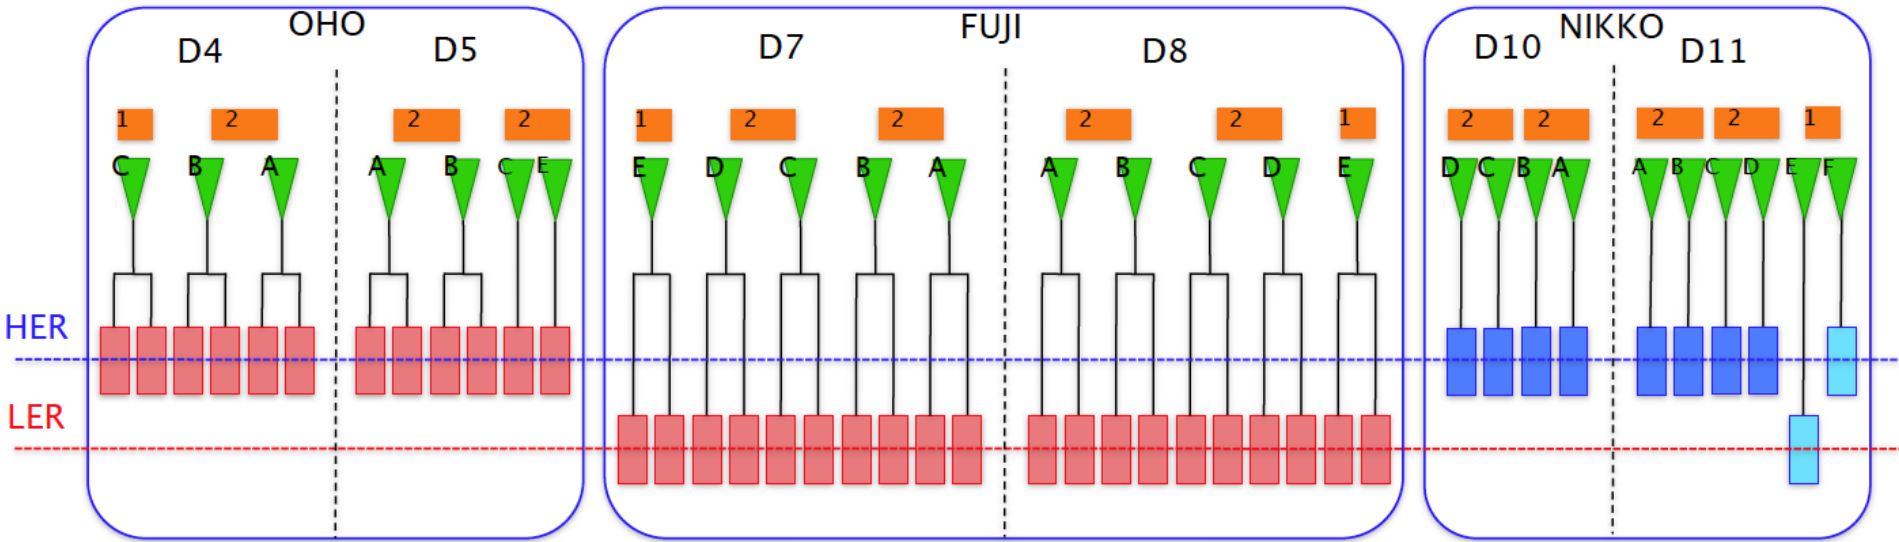 OHO FUJI NIKKO
D4 D5 D7 D8 D10 D11
1 2 2 2 1 2 2 2 2 1 2 2 2 2 1
C B A A B C E E D C B A A B C D E D C B A A B C D E F
HER
LER